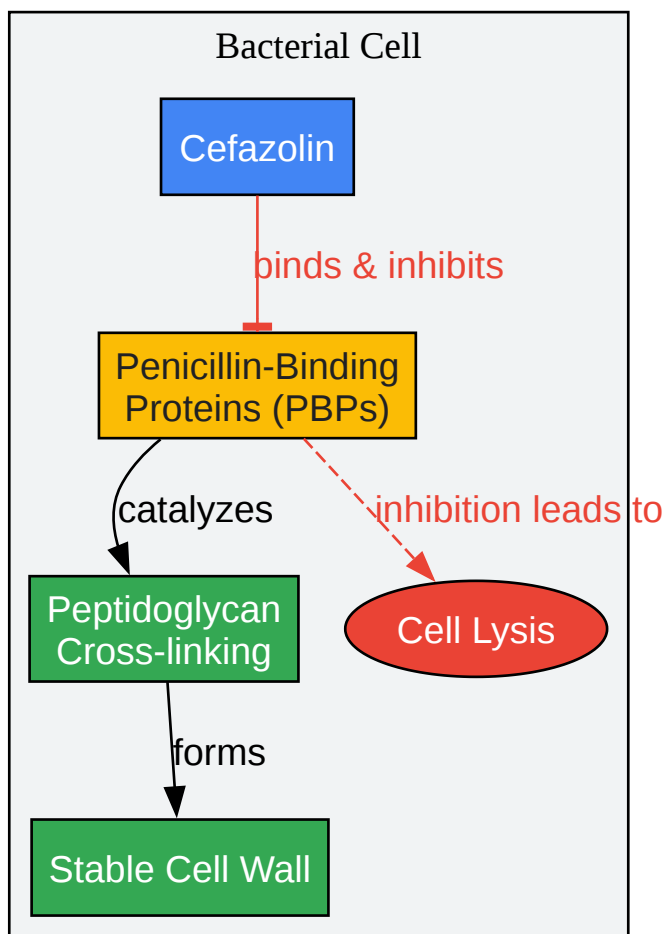 Bacterial Cell
Cefazolin
binds & inhibits
Penicillin-Binding
Proteins (PBPs)
catalyzes
inhibition leads to
Peptidoglycan
Cross-linking
Cell Lysis
forms
Stable Cell Wall